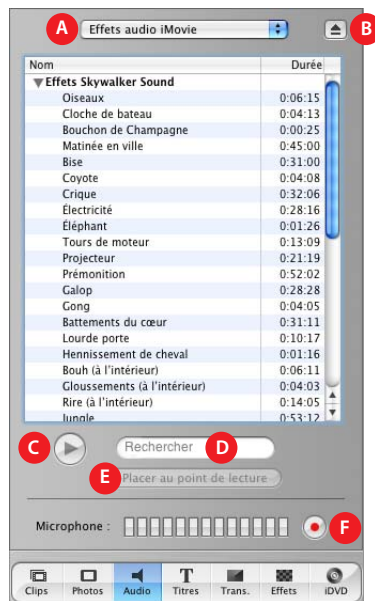 A Effets audio iMovie B
Nom Durée
Effets Skywalker Sound
Oiseaux 0:06:15
Cloche de bateau 0:04:13
Bouchon de Champagne 0:00:25
Matinée en ville 0:45:00
Bise 0:31:00
Coyote 0:04:08
Crique 0:32:06
Électricité 0:28:16
Éléphant 0:01:26
Tours de moteur 0:13:09
Projecteur 0:21:19
Prémonition 0:52:02
Galop 0:28:28
Gong 0:04:05
Battements du cœur 0:31:11
Lourde porte 0:10:17
Hennissement de cheval 0:01:16
Bouh (à l'intérieur) 0:06:11
Gloussements (à l'intérieur) 0:04:03
Rire (à l'intérieur) 0:14:05
Jungle 0:53:12
C Rechercher D
E Placer au point de lecture
Microphone : F
Clips Photos Audio Titres Trans. Effets iDVD